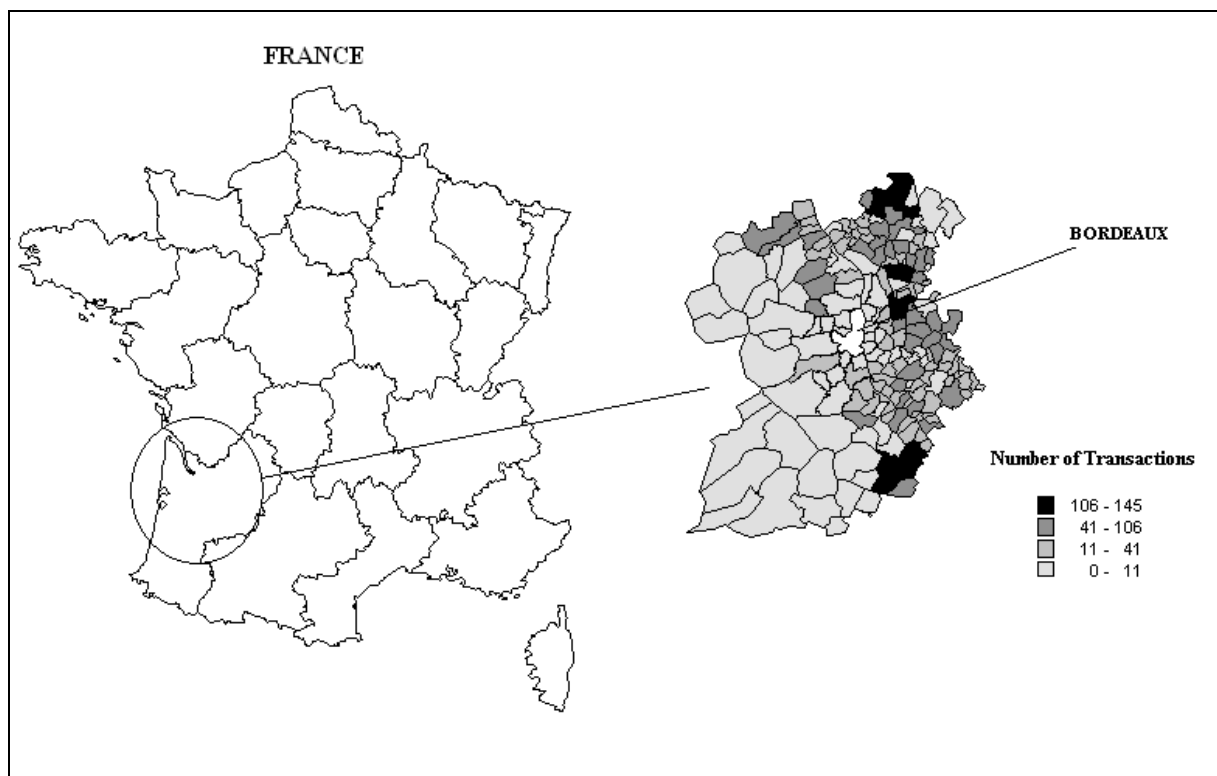 FRANCE
BORDEAUX
Number of Transactions
106 - 145
41 - 106
11 - 41
0 - 11